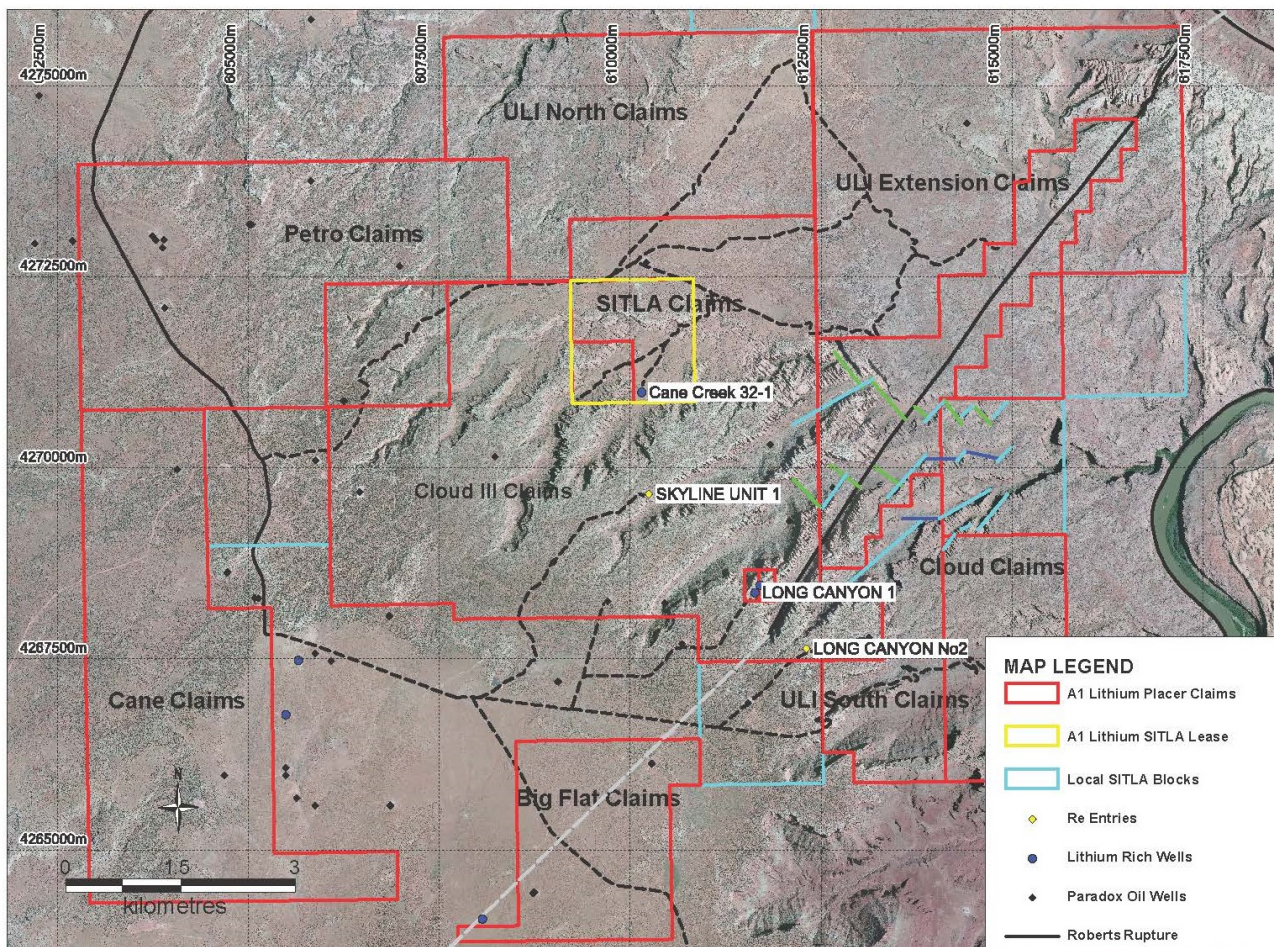 602500m
605000m
607500m
610000m
612500m
615000m
617500m
4275000m
ULI North Claims
ULI Extension Claims
Petro Claims
4272500m
SITLA Claims
Cane Creek 32-1
4270000m
Cloud III Claims
SKYLINE UNIT 1
Cloud Claims
LONG CANYON 1
4267500m
LONG CANYON No2
Cane Claims
ULI South Claims
N
Big Flat Claims
4265000m
0 1.5 3
kilometres
MAP LEGEND
A1 Lithium Placer Claims
A1 Lithium SITLA Lease
Local SITLA Blocks
Re Entries
Lithium Rich Wells
Paradox Oil Wells
Roberts Rupture